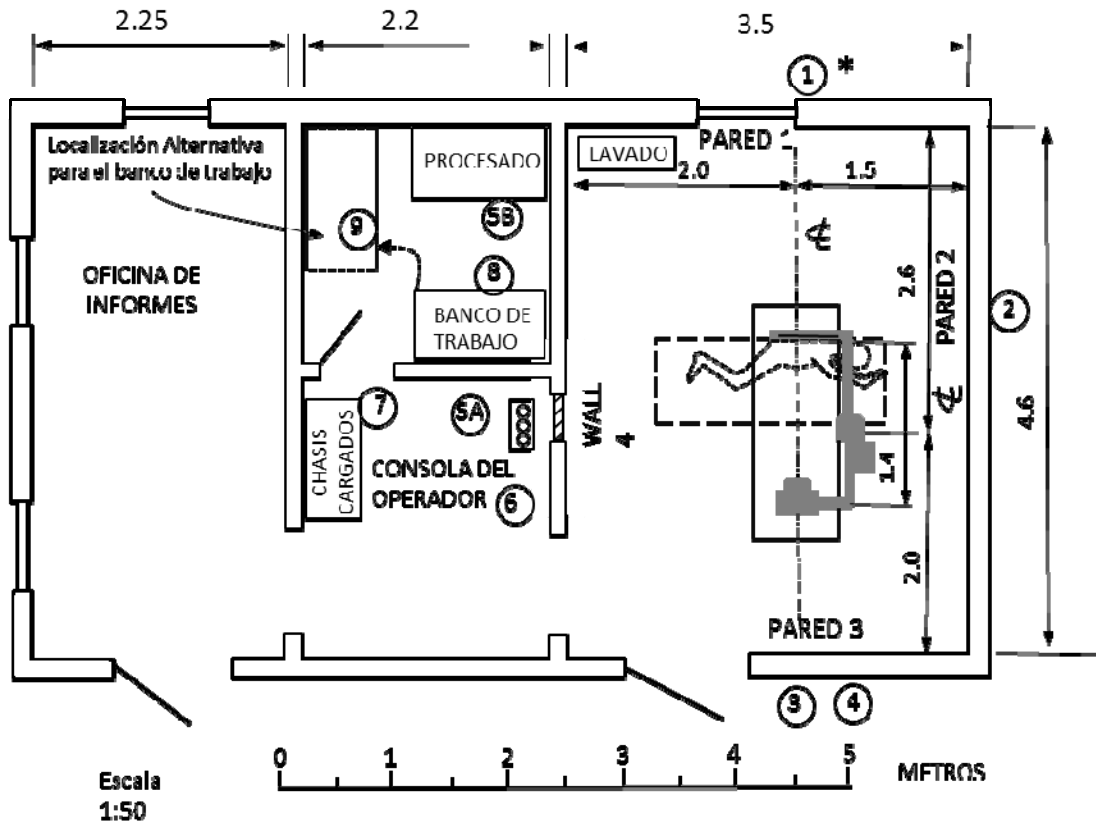 2.25
2.2
3.5
1 *
Localización Alternativa
para el banco de trabajo
PROCESADO
LAVADO
PARED 1
2.0
1.5
5B
9
8
OFICINA DE
INFORMES
BANCO DE
TRABAJO
2.6
PARED 2
2
4.6
7
5A
WALL
4
CHASIS
CARGADOS
CONSOLA DEL
OPERADOR
6
1.4
2.0
PARED 3
3
4
0 1 2 3 4 5
METROS
Escala
1:50